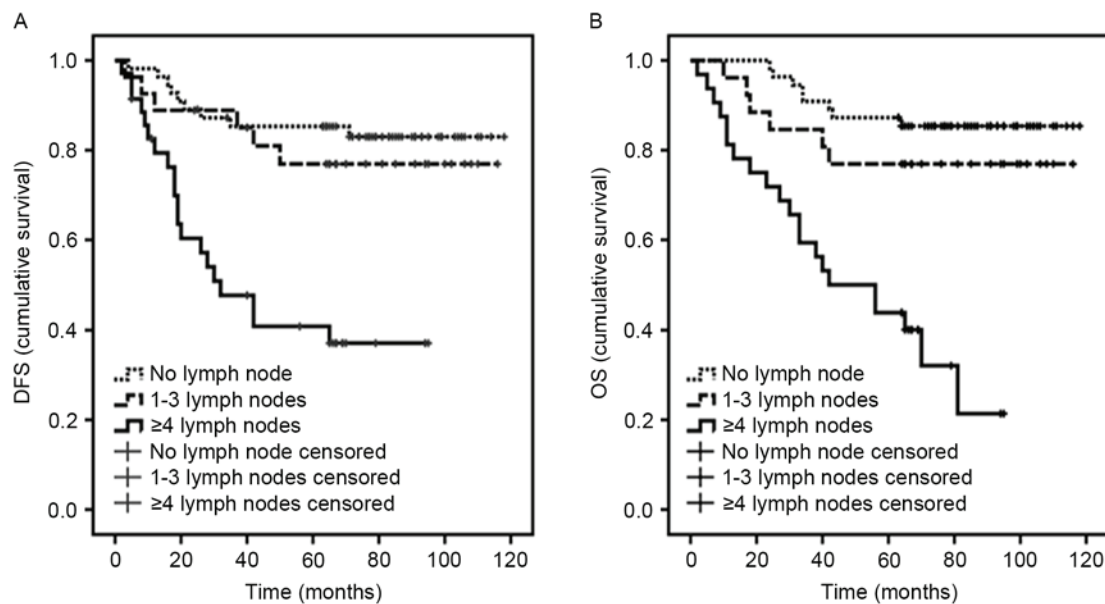 A
DFS (cumulative survival)
1.0
0.8
0.6
0.4
0.2
0.0
No lymph node
1-3 lymph nodes
≥4 lymph nodes
No lymph node censored
1-3 lymph nodes censored
≥4 lymph nodes censored
0 20 40 60 80 100 120
Time (months)
B
OS (cumulative survival)
1.0
0.8
0.6
0.4
0.2
0.0
No lymph node
1-3 lymph nodes
≥4 lymph nodes
No lymph node censored
1-3 lymph nodes censored
≥4 lymph nodes censored
0 20 40 60 80 100 120
Time (months)